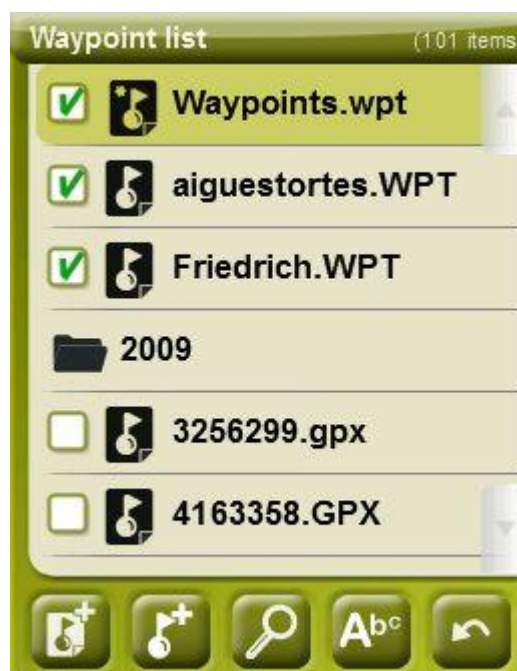 Waypoint list (101 items
Waypoints.wpt
aiguestortes.WPT
Friedrich.WPT
2009
3256299.gpx
4163358.GPX
Abc